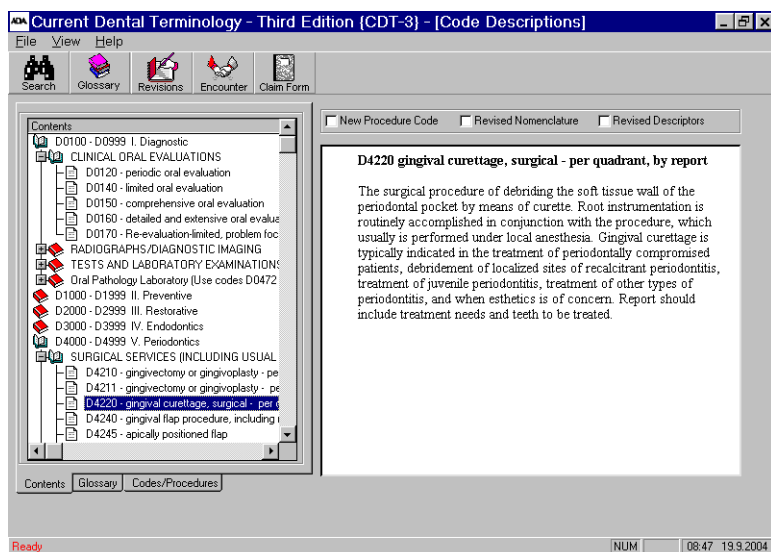 ADA Current Dental Terminology - Third Edition {CDT-3} - [Code Descriptions]
File View Help
Search Glossary Revisions Encounter Claim Form
Contents
D0100 - D0999 I. Diagnostic
CLINICAL ORAL EVALUATIONS
D0120 - periodic oral evaluation
D0140 - limited oral evaluation
D0150 - comprehensive oral evaluation
D0160 - detailed and extensive oral evalua
D0170 - Re-evaluation-limited, problem foc
RADIOGRAPHS/DIAGNOSTIC IMAGING
TESTS AND LABORATORY EXAMINATIONS
Oral Pathology Laboratory (Use codes D0472
D1000 - D1999 II. Preventive
D2000 - D2999 III. Restorative
D3000 - D3999 IV. Endodontics
D4000 - D4999 V. Periodontics
SURGICAL SERVICES (INCLUDING USUAL
D4210 - gingivectomy or gingivoplasty - pe
D4211 - gingivectomy or gingivoplasty - pe
D4220 - gingival curettage, surgical - per
D4240 - gingival flap procedure, including
D4245 - apically positioned flap
Contents Glossary Codes/Procedures
New Procedure Code Revised Nomenclature Revised Descriptors
D4220 gingival curettage, surgical - per quadrant, by report
The surgical procedure of debriding the soft tissue wall of the
periodontal pocket by means of curette. Root instrumentation is
routinely accomplished in conjunction with the procedure, which
usually is performed under local anesthesia. Gingival curettage is
typically indicated in the treatment of periodontally compromised
patients, debridement of localized sites of recalcitrant periodontitis,
treatment of juvenile periodontitis, treatment of other types of
periodontitis, and when esthetics is of concern. Report should
include treatment needs and teeth to be treated.
Ready NUM 08:47 19.9.2004